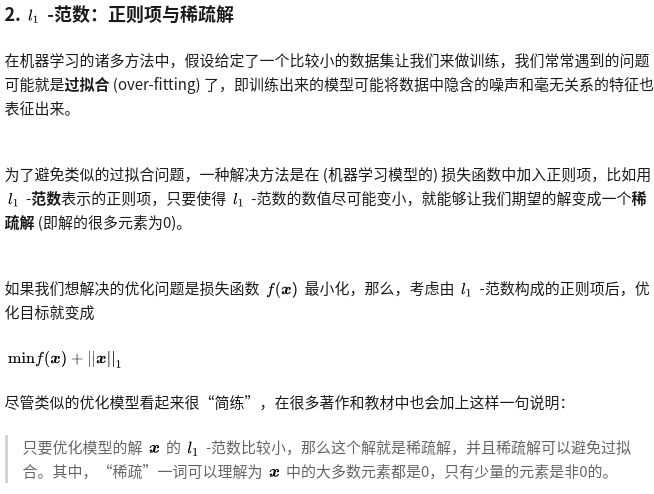 2. l₁ -范数：正则项与稀疏解
在机器学习的诸多方法中，假设给定了一个比较小的数据集让我们来做训练，我们常常遇到的问题
可能就是过拟合 (over-fitting) 了，即训练出来的模型可能将数据中隐含的噪声和毫无关系的特征也
表征出来。
为了避免类似的过拟合问题，一种解决方法是在 (机器学习模型的) 损失函数中加入正则项，比如用
l₁ -范数表示的正则项，只要使得 l₁ -范数的数值尽可能变小，就能够让我们期望的解变成一个稀
疏解 (即解的很多元素为0)。
如果我们想解决的优化问题是损失函数 f(x) 最小化，那么，考虑由 l₁ -范数构成的正则项后，优
化目标就变成
minf(x) + ||x||₁
尽管类似的优化模型看起来很“简练”，在很多著作和教材中也会加上这样一句说明：
只要优化模型的解 x 的 l₁ -范数比较小，那么这个解就是稀疏解，并且稀疏解可以避免过拟
合。其中，“稀疏”一词可以理解为 x 中的大多数元素都是0，只有少量的元素是非0的。